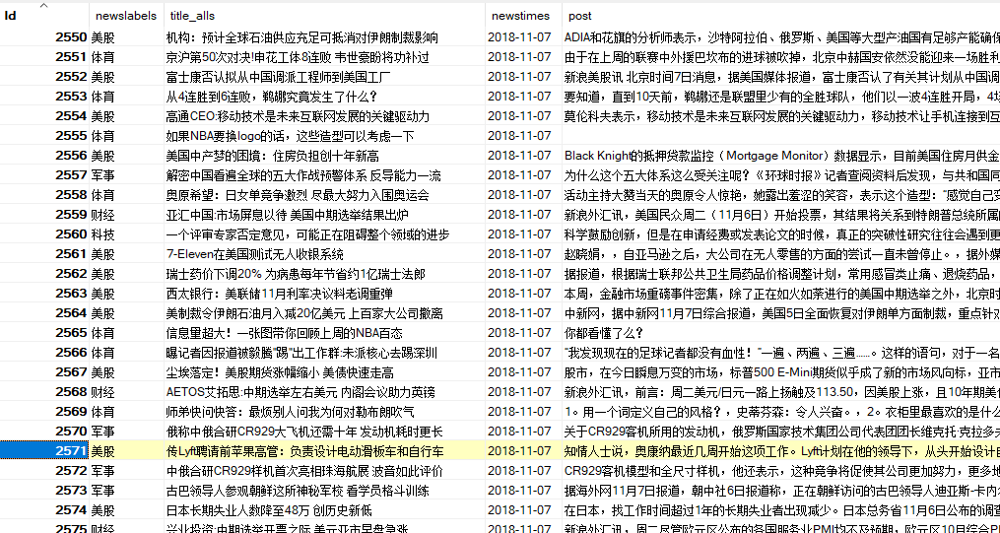 Id newslabels title_alls newstimes post
2550 美股 机构：预计全球石油供应充足可抵消对伊朗制裁影响 2018-11-07 ADIA和花旗的分析师表示，沙特阿拉伯、俄罗斯、美国等大型产油国有足够产能确保
2551 体育 京沪第50次对决!申花工体8连败 韦世豪盼将功补过 2018-11-07 由于在上周的联赛中外援巴坎布的进球被吹掉，北京中赫国安依然没能迎来一场胜利
2552 美股 富士康否认拟从中国调派工程师到美国工厂 2018-11-07 新浪美股讯 北京时间7日消息，据美国媒体报道，富士康否认了有关其计划从中国调
2553 体育 从4连胜到6连败，鹈鹕究竟发生了什么？ 2018-11-07 要知道，直到10天前，鹈鹕还是联盟里少有的全胜球队，他们以一波4连胜开局，4场
2554 美股 高通CEO:移动技术是未来互联网发展的关键驱动力 2018-11-07 莫伦科夫表示，移动技术是未来互联网发展的关键驱动力，移动技术让手机连接到互
2555 体育 如果NBA要换logo的话，这些造型可以考虑一下 2018-11-07
2556 美股 美国中产梦的困境：住房负担创十年新高 2018-11-07 Black Knight的抵押贷款监控（Mortgage Monitor）数据显示，目前美国住房月供金
2557 军事 解密中国看遍全球的五大作战预警体系 反导能力一流 2018-11-07 为什么这个五大体系这么受关注呢？《环球时报》记者查阅资料后发现，与共和国同
2558 体育 奥原希望：日女单竞争激烈 尽最大努力入围奥运会 2018-11-07 活动主持大赞当天的奥原令人惊艳，她露出羞涩的笑容，表示这个造型：“感觉自己变
2559 财经 亚汇中国:市场屏息以待 美国中期选举结果出炉 2018-11-07 新浪外汇讯，美国民众周二（11月6日）开始投票，其结果将关系到特朗普总统所属的
2560 科技 一个评审专家否定意见，可能正在阻碍整个领域的进步 2018-11-07 科学鼓励创新，但是在申请经费或发表论文的时候，真正的突破性研究往往会遇到更
2561 美股 7-Eleven在美国测试无人收银系统 2018-11-07 赵晓娟，，自亚马逊之后，大公司在无人零售的方面的尝试一直未曾停止。，据外媒
2562 美股 瑞士药价下调20% 为病患每年节省约1亿瑞士法郎 2018-11-07 据报道，根据瑞士联邦公共卫生局药品价格调整计划，常用感冒类止痛、退烧药品，
2563 美股 西太银行：美联储11月利率决议料老调重弹 2018-11-07 本周，金融市场重磅事件密集，除了正在如火如荼进行的美国中期选举之外，北京时
2564 美股 美制裁令伊朗石油月入减20亿美元 上百家大公司撤离 2018-11-07 中新网，据中新网11月7日综合报道，美国5日全面恢复对伊朗单方面制裁，重点针对
2565 体育 信息量超大！一张图带你回顾上周的NBA百态 2018-11-07 你都看懂了么？
2566 体育 曝记者因报道被毅腾"踢"出工作群:未派核心去踢深圳 2018-11-07 “我发现现在的足球记者都没有血性！”一遍、两遍、三遍……。这样的语句，对于一名
2567 美股 尘埃落定！美股期货涨幅缩小 美债快速走高 2018-11-07 股市，在今日瞬息万变的市场，标普500 E-Mini期货似乎成了新的市场风向标，亚市
2568 财经 AETOS艾拓思:中期选举左右美元 内阁会议助力英镑 2018-11-07 新浪外汇讯，前言：周二美元/日元一路上扬触及113.50，因美股上涨，且10年期美债
2569 体育 师弟快问快答：最烦别人问我为何对勒布朗吹气 2018-11-07 1。用一个词定义自己的风格？，史蒂芬森：令人兴奋。，2。衣柜里最喜欢的是什么
2570 军事 俄称中俄合研CR929大飞机还需十年 发动机耗时更长 2018-11-07 关于CR929客机所用的发动机，俄罗斯国家技术集团公司代表团团长维克托·克拉多夫
2571 美股 传Lyft聘请前苹果高管：负责设计电动滑板车和自行车 2018-11-07 知情人士说，奥康纳最近几周开始这项工作。Lyft计划在他的领导下，从头开始设计自
2572 军事 中俄合研CR929样机首次亮相珠海航展 波音如此评价 2018-11-07 CR929客机模型和全尺寸样机，他还表示，这种竞争将促使其公司更加努力，更多地
2573 军事 古巴领导人参观朝鲜这所神秘军校 看学员格斗训练 2018-11-07 据海外网11月7日报道，朝中社6日报道称，正在朝鲜访问的古巴领导人迪亚斯-卡内尔
2574 美股 日本长期失业人数降至48万 创历史新低 2018-11-07 在日本，找工作时间超过1年的长期失业者出现减少。日本总务省11月6日公布的调查
2575 财经 兴业投资:中期选举开票之际 美元亚市早盘急涨 2018-11-07 新浪外汇讯，周二尽管欧元区公布的各国服务业PMI均不及预期，欧元区10月综合PM